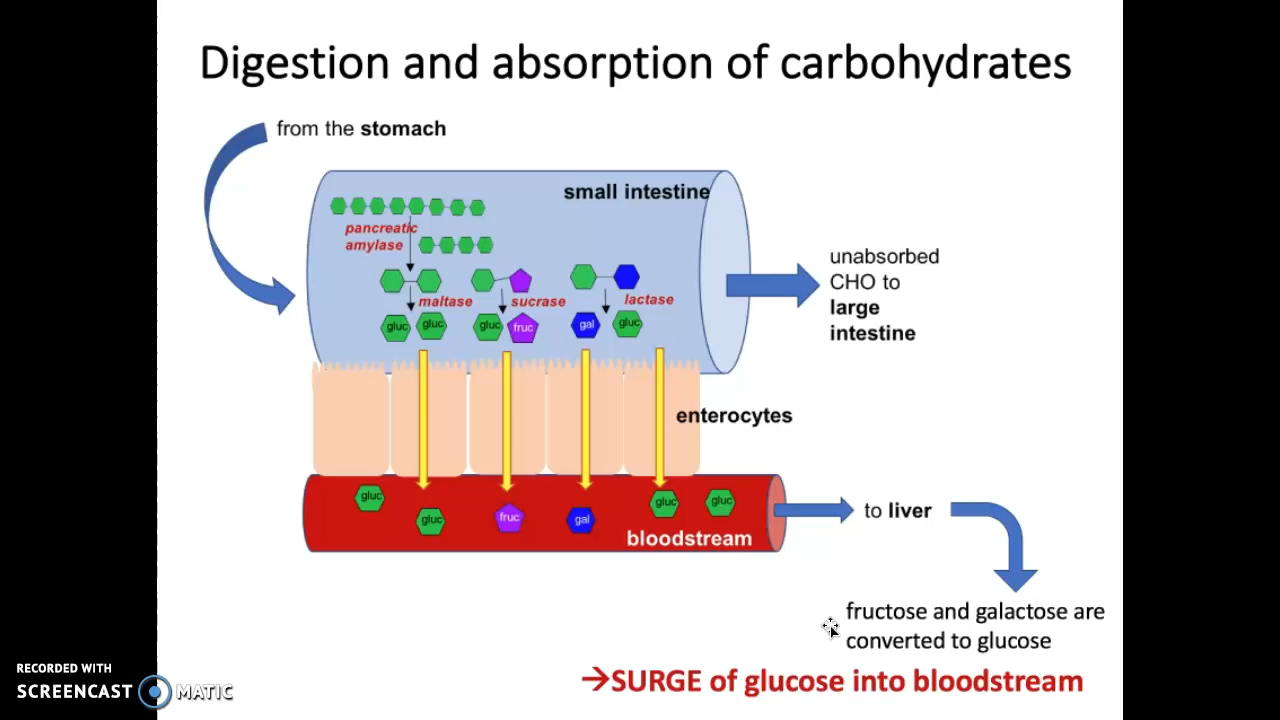 Digestion and absorption of carbohydrates
from the stomach
small intestine
pancreatic
amylase
maltase
sucrase
lactase
gluc
gluc
gluc
fruc
gal
gluc
unabsorbed
CHO to
large
intestine
enterocytes
gluc
gluc
fruc
gal
gluc
gluc
bloodstream
to liver
fructose and galactose are
converted to glucose
→SURGE of glucose into bloodstream
RECORDED WITH
SCREENCAST MATIC